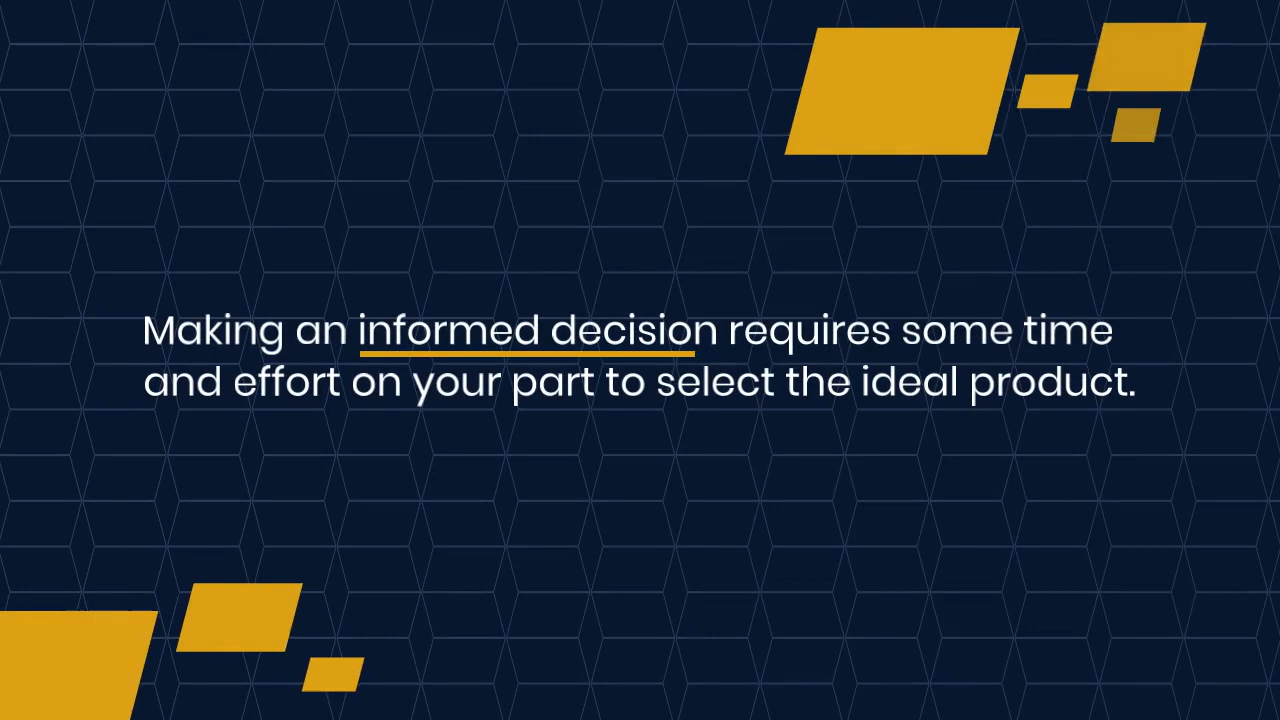 Making an informed decision requires some time
and effort on your part to select the ideal product.